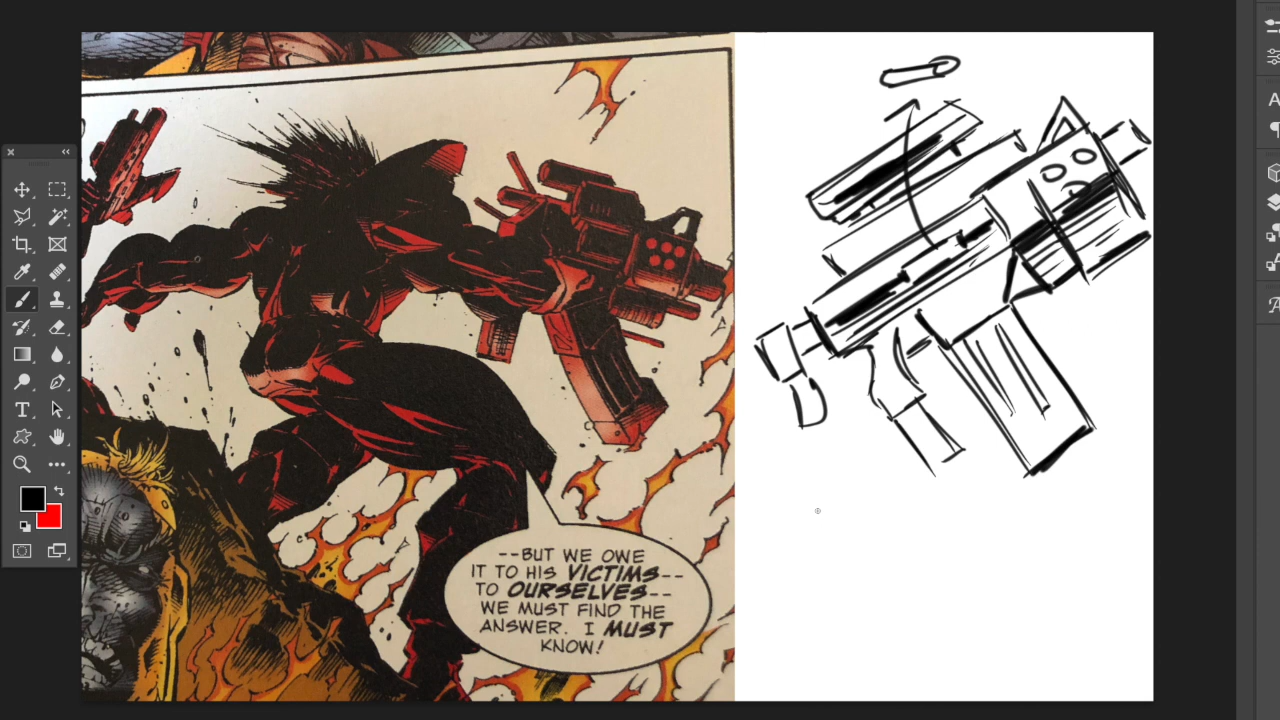 --BUT WE OWE
IT TO HIS VICTIMS--
TO OURSELVES--
WE MUST FIND THE
ANSWER. I MUST
KNOW!